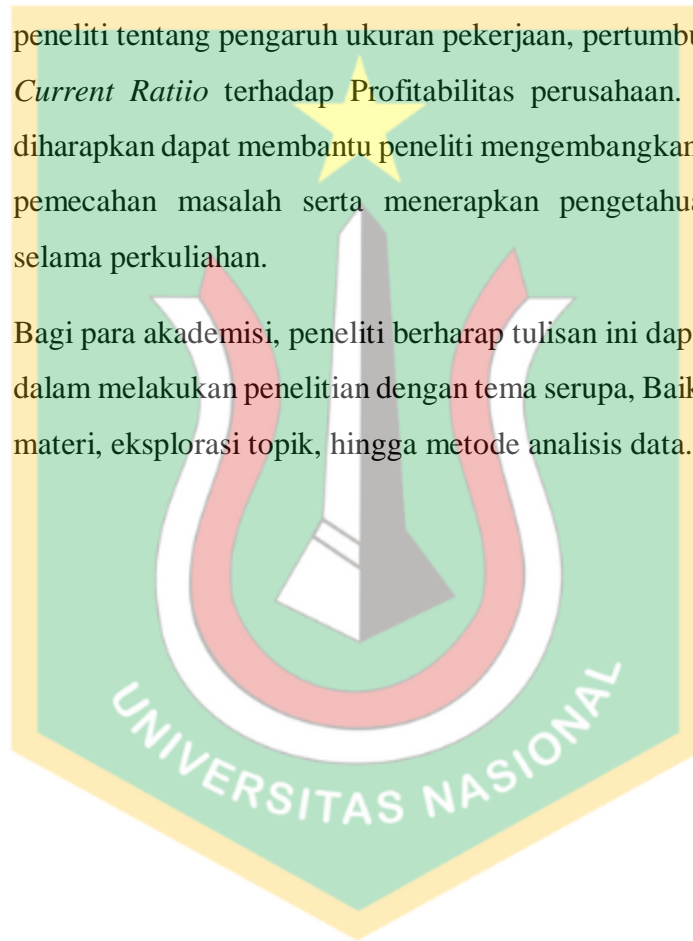 peneliti tentang pengaruh ukuran pekerjaan, pertumbu
Current Ratiio terhadap Profitabilitas perusahaan.
diharapkan dapat membantu peneliti mengembangkan
pemecahan masalah serta menerapkan pengetahua
selama perkuliahan.
Bagi para akademisi, peneliti berharap tulisan ini dap
dalam melakukan penelitian dengan tema serupa, Baik
materi, eksplorasi topik, hingga metode analisis data.
UNIVERSITAS NASIONAL